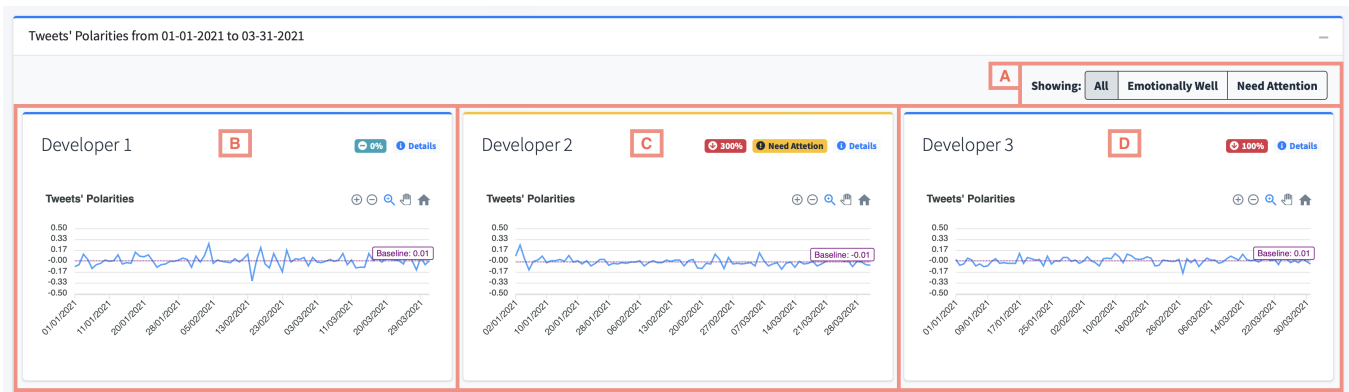 Tweets' Polarities from 01-01-2021 to 03-31-2021
A
Showing: All Emotionally Well Need Attention
Developer 1
B
0%
Details
Tweets' Polarities
0.50
0.33
0.17
-0.00
-0.17
-0.33
-0.50
Baseline: 0.01
01/01/2021 11/01/2021 20/01/2021 28/01/2021 05/02/2021 13/02/2021 23/02/2021 03/03/2021 11/03/2021 20/03/2021 29/03/2021
Developer 2
C
300%
Need Attetion
Details
Tweets' Polarities
0.50
0.33
0.17
-0.00
-0.17
-0.33
-0.50
Baseline: -0.01
02/01/2021 10/01/2021 20/01/2021 28/01/2021 06/02/2021 13/02/2021 20/02/2021 27/02/2021 07/03/2021 14/03/2021 21/03/2021 28/03/2021
Developer 3
D
100%
Details
Tweets' Polarities
0.50
0.33
0.17
-0.00
-0.17
-0.33
-0.50
Baseline: 0.01
01/01/2021 09/01/2021 17/01/2021 25/01/2021 02/02/2021 10/02/2021 18/02/2021 26/02/2021 06/03/2021 14/03/2021 22/03/2021 30/03/2021